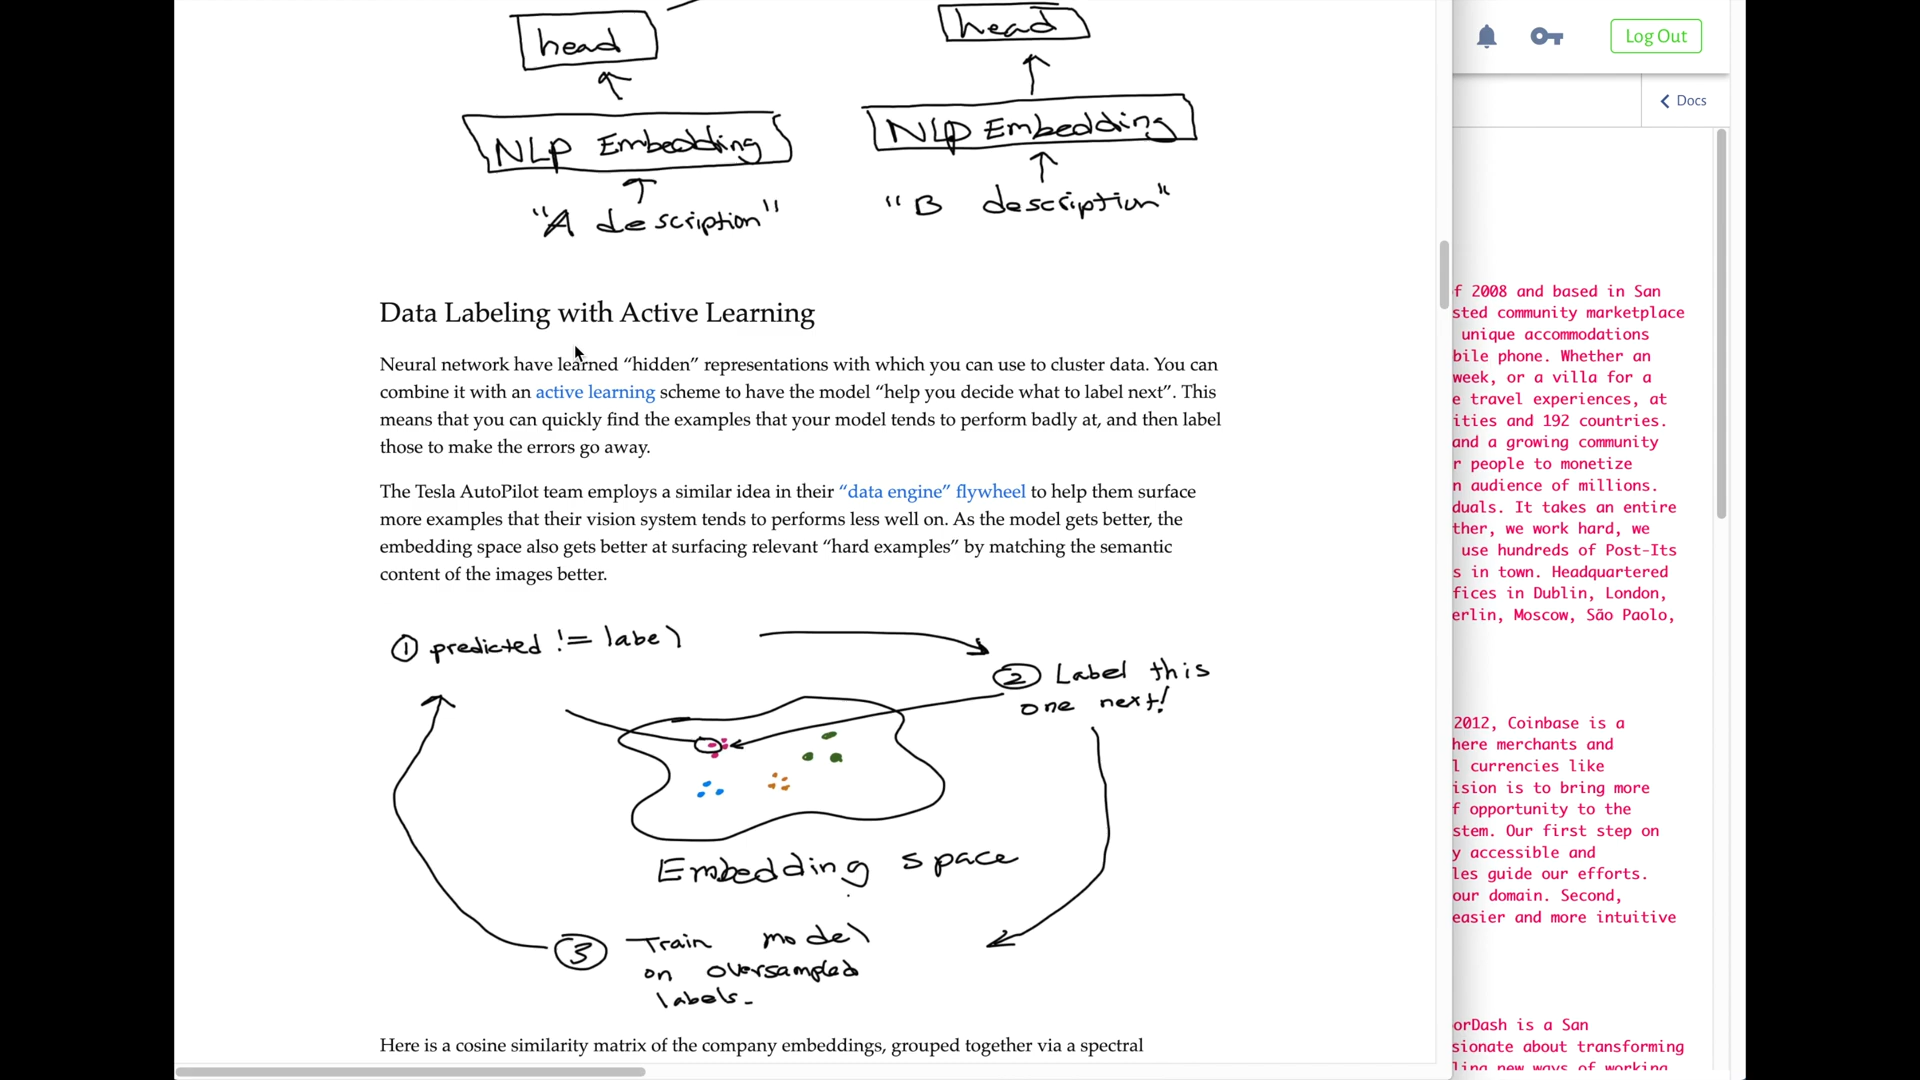 head
head
NLP Embedding
NLP Embedding
"A description"
"B description"
Data Labeling with Active Learning
Neural network have learned “hidden” representations with which you can use to cluster data. You can
combine it with an active learning scheme to have the model “help you decide what to label next”. This
means that you can quickly find the examples that your model tends to perform badly at, and then label
those to make the errors go away.
The Tesla AutoPilot team employs a similar idea in their “data engine” flywheel to help them surface
more examples that their vision system tends to performs less well on. As the model gets better, the
embedding space also gets better at surfacing relevant “hard examples” by matching the semantic
content of the images better.
1 predicted != label
2 Label this
one next!
Embedding space
3 Train model
on oversampled
labels.
Here is a cosine similarity matrix of the company embeddings, grouped together via a spectral
Log Out
Docs
f 2008 and based in San
sted community marketplace
unique accommodations
bile phone. Whether an
week, or a villa for a
e travel experiences, at
ities and 192 countries.
and a growing community
r people to monetize
n audience of millions.
duals. It takes an entire
ther, we work hard, we
use hundreds of Post-Its
s in town. Headquartered
fices in Dublin, London,
erlin, Moscow, São Paolo,
2012, Coinbase is a
here merchants and
l currencies like
ision is to bring more
f opportunity to the
stem. Our first step on
y accessible and
les guide our efforts.
our domain. Second,
easier and more intuitive
orDash is a San
sionate about transforming
ling new ways of working